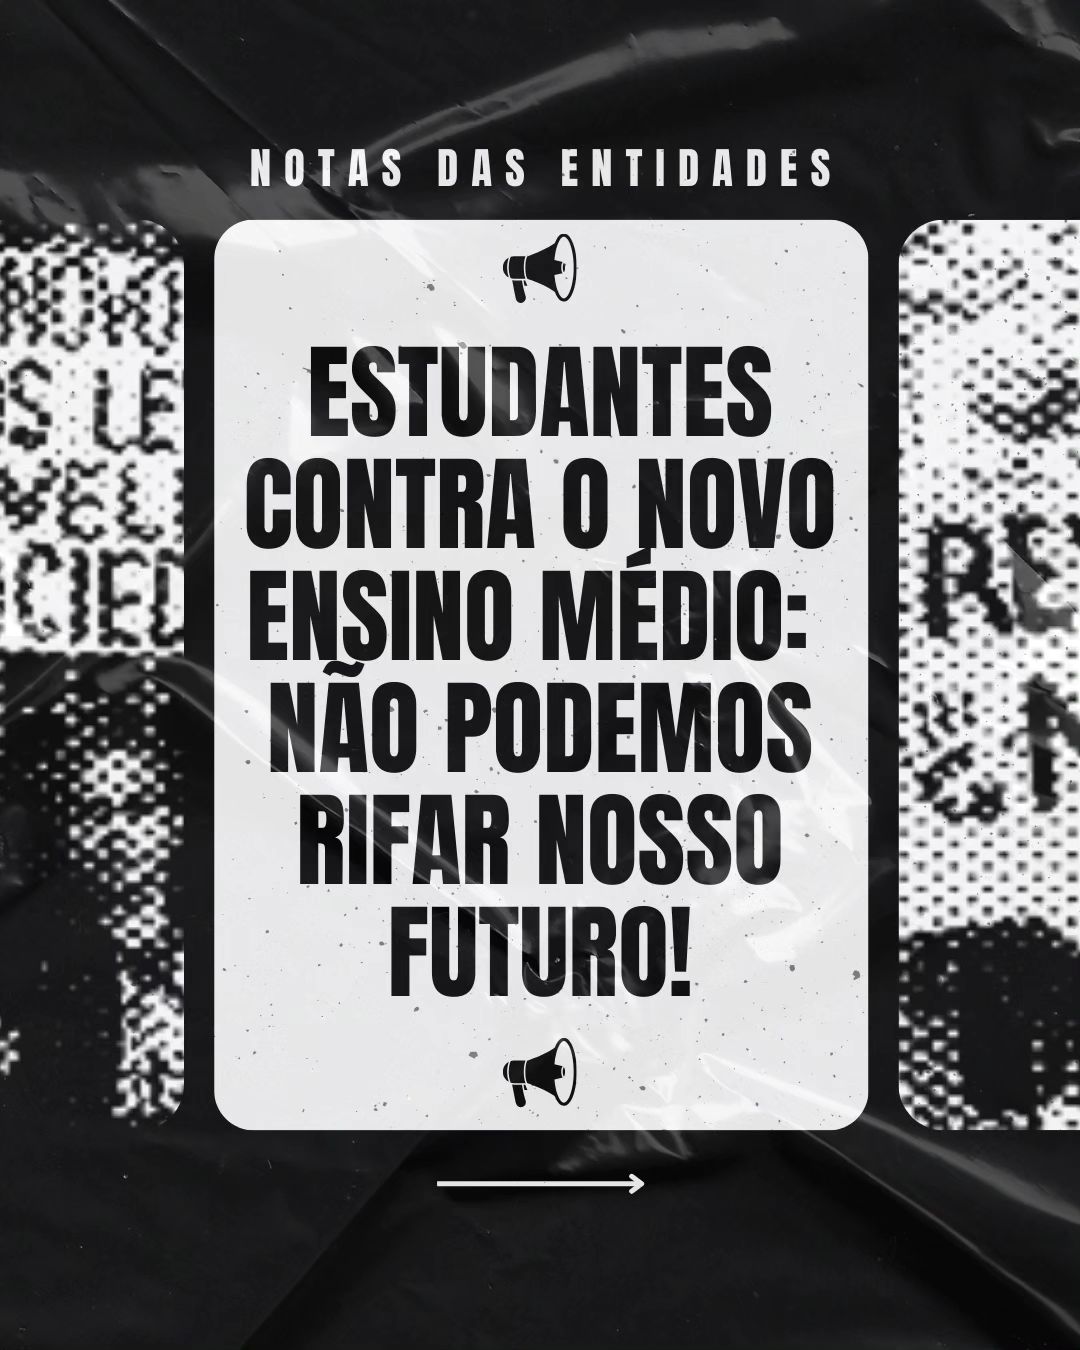 NOTAS DAS ENTIDADES
ESTUDANTES
CONTRA O NOVO
ENSINO MÉDIO:
NÃO PODEMOS
RIFAR NOSSO
FUTURO!